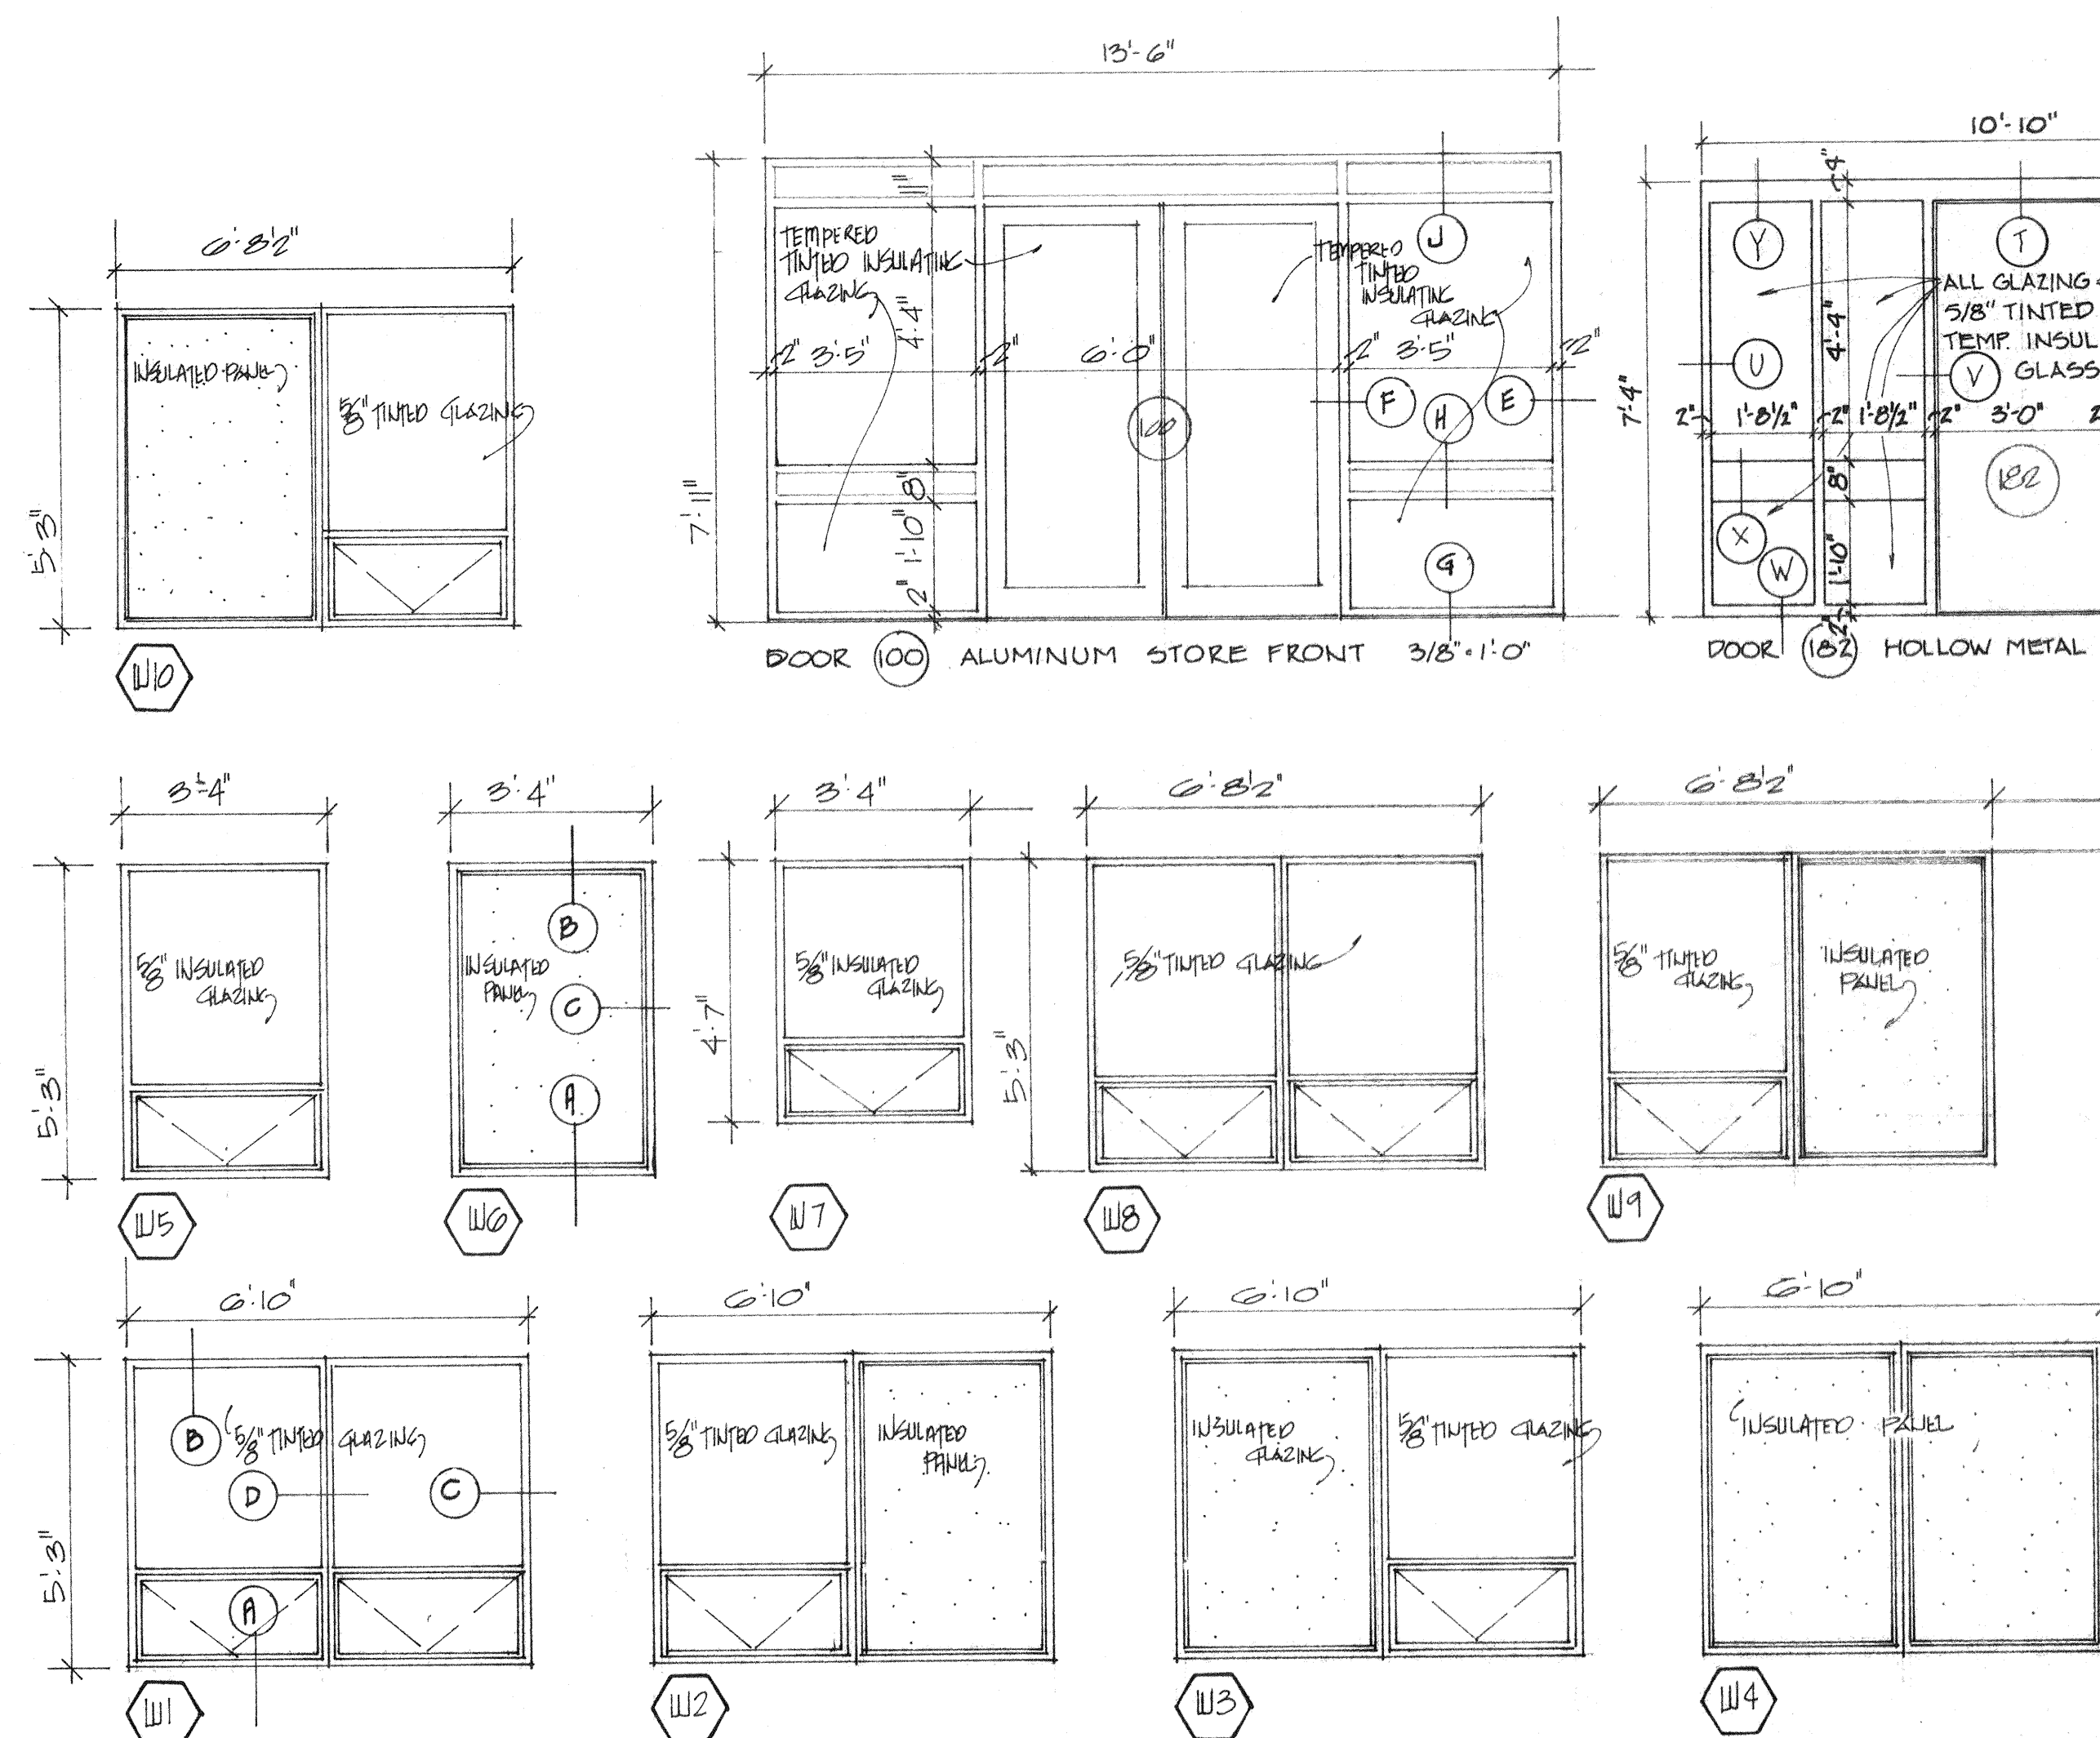 13'-6"
10'-10"
6'-8½"
5'-3"
INSULATED PANEL
5/8" TINTED GLAZING
W10
7'-11"
11"
TEMPERED
TINTED INSULATING
GLAZING
4'-4"
2" 3'-5" 2" 6'-0" 2" 3'-5" 2"
TEMPERED
TINTED
INSULATING
GLAZING
J
F
H
E
100
8"
1'-10"
2"
G
DOOR 100 ALUMINUM STORE FRONT 3/8"=1'-0"
7'-4"
4"
Y
T
ALL GLAZING
5/8" TINTED
TEMP. INSUL
GLASS
4'-4"
U
V
2" 1'-8½" 2" 1'-8½" 2" 3'-0" 2
182
8"
X
W
1'-10"
2"
DOOR 182 HOLLOW METAL
3'-4"
5'-3"
5/8" INSULATED
GLAZING
W5
3'-4"
INSULATED
PANEL
B
C
A
W6
3'-4"
4'-7"
5/8" INSULATED
GLAZING
W7
6'-8½"
5'-3"
5/8" TINTED GLAZING
W8
6'-8½"
5/8" TINTED
GLAZING
INSULATED
PANEL
W9
6'-10"
5'-3"
B
5/8" TINTED GLAZING
D
C
A
W1
6'-10"
5/8" TINTED GLAZING
INSULATED
PANEL
W2
6'-10"
INSULATED
GLAZING
5/8" TINTED GLAZING
W3
6'-10"
INSULATED PANEL
W4